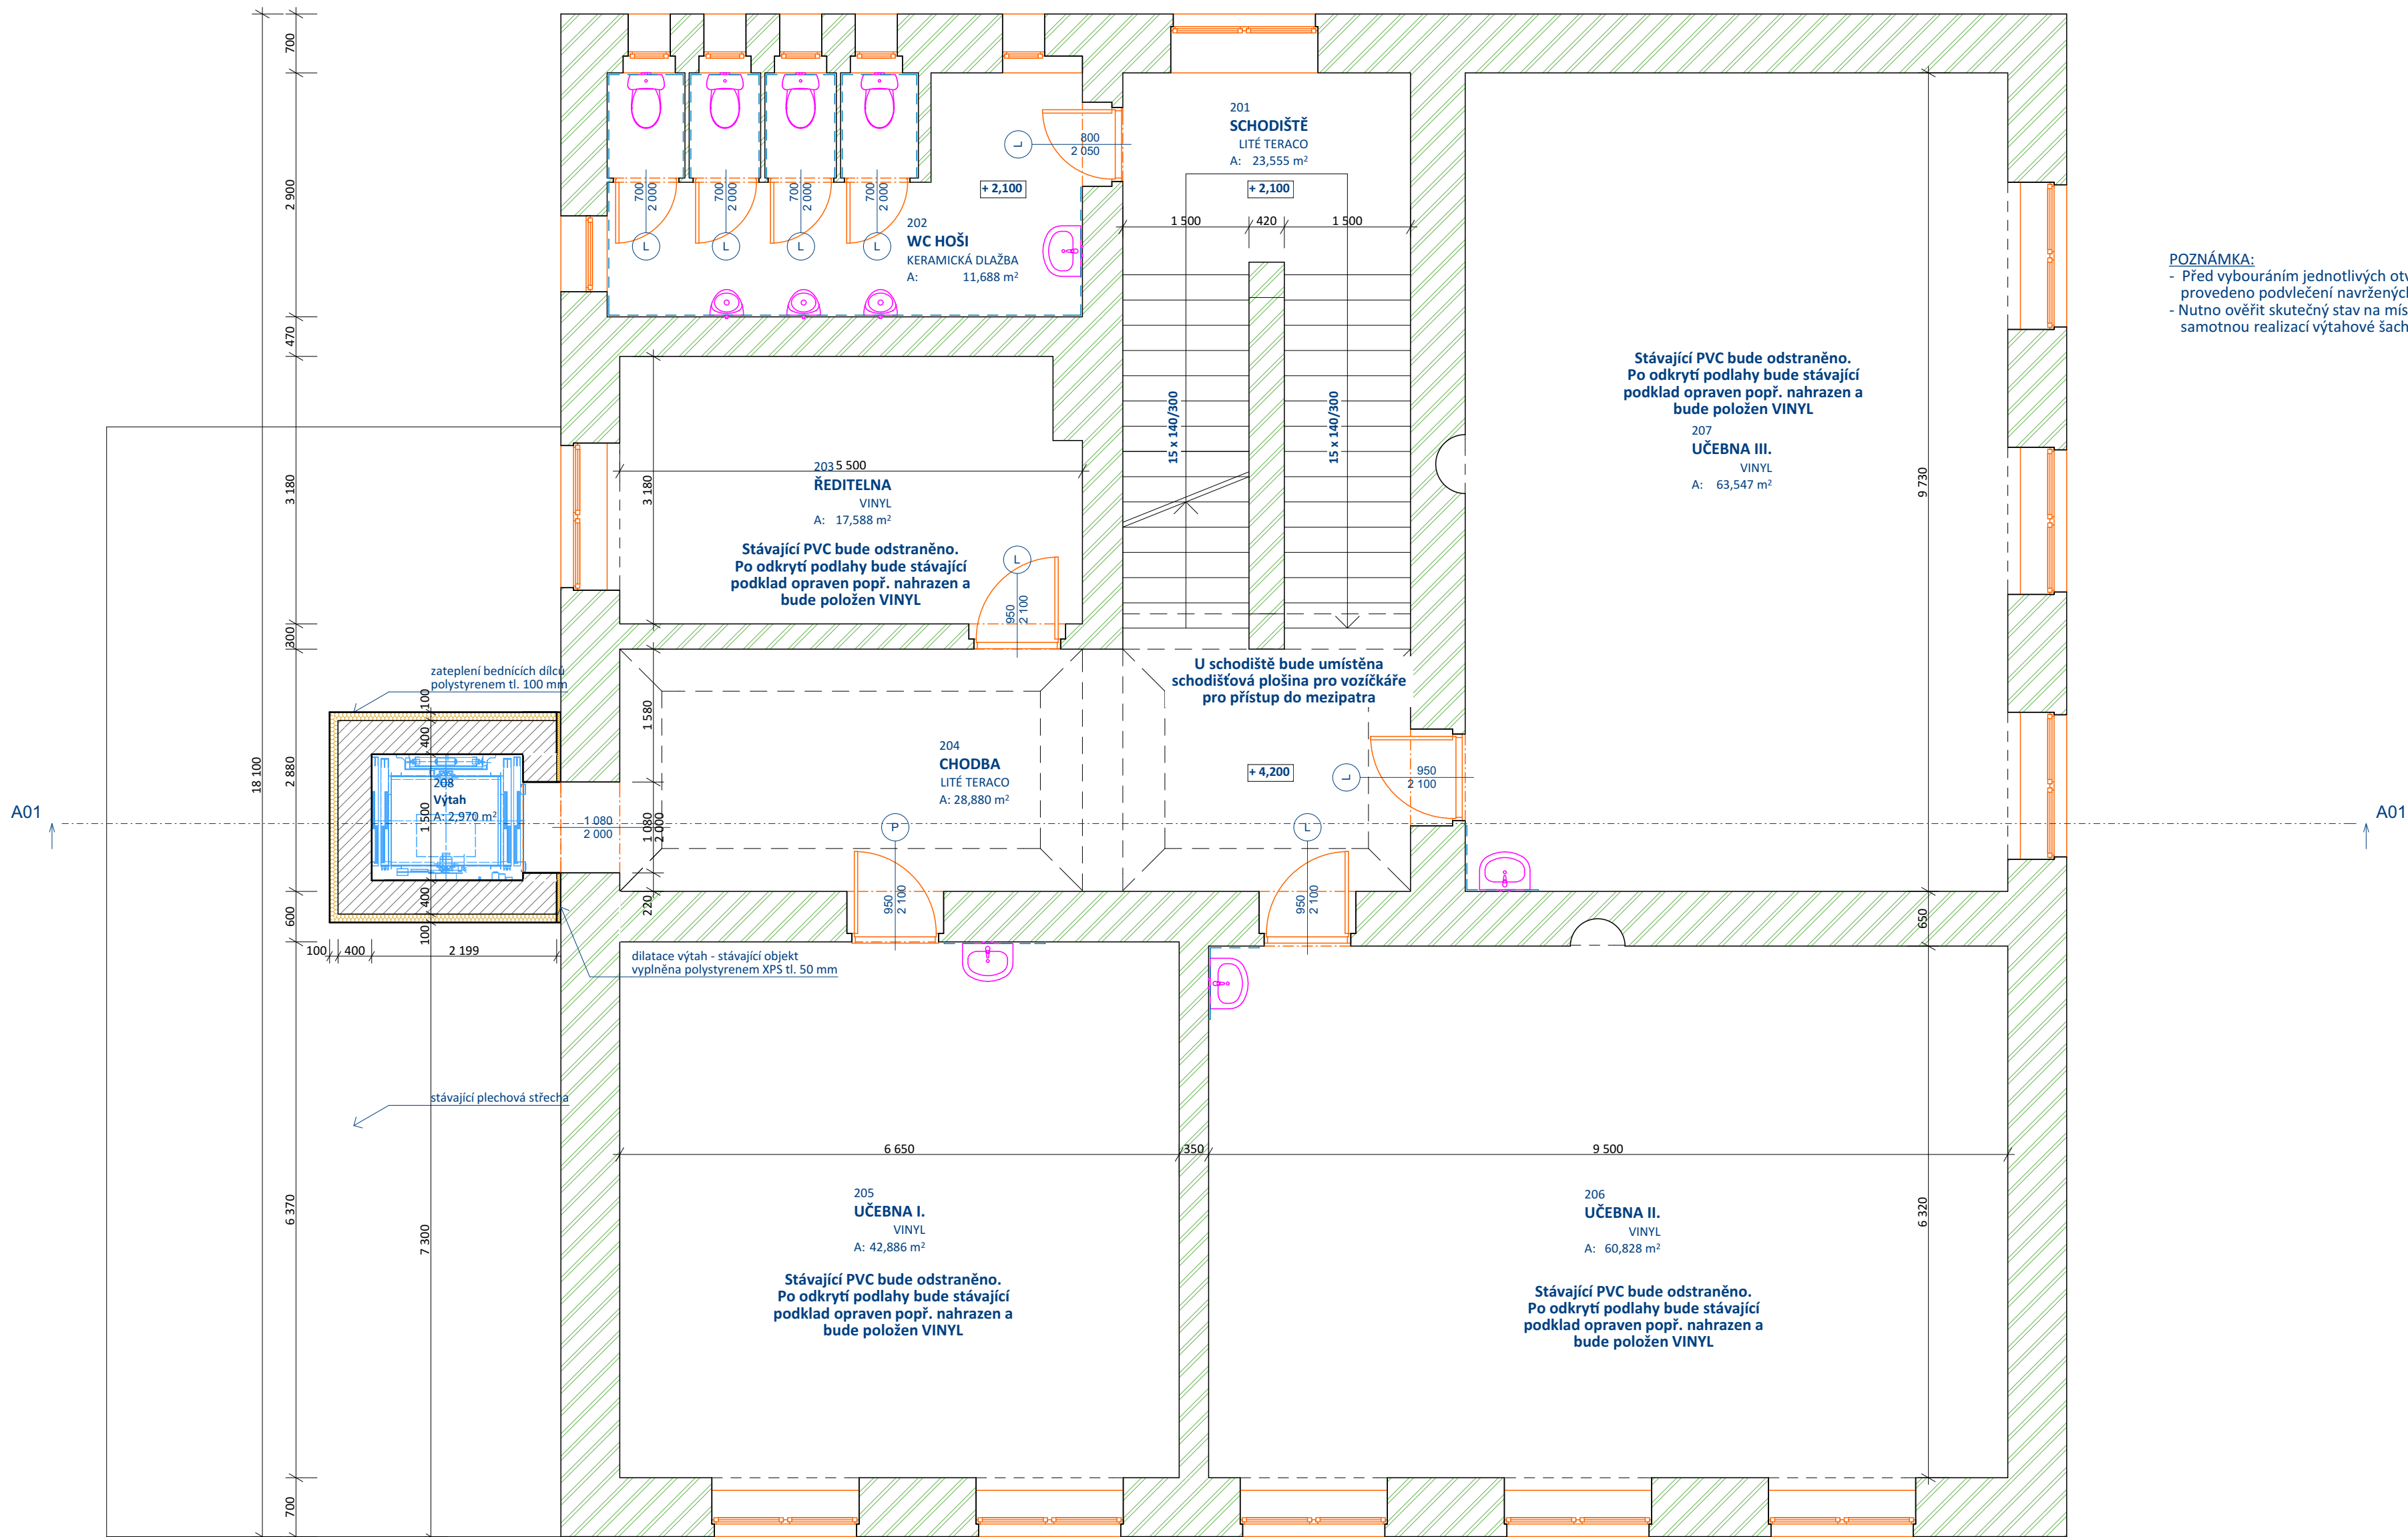 700
2 900
470
3 180
300
2 880
600
6 370
700
18 100
7 300
700
2 000
700
2 000
700
2 000
700
2 000
L
L
L
L
202
WC HOŠI
KERAMICKÁ DLAŽBA
A: 11,688 m²
+ 2,100
L
800
2 050
201
SCHODIŠTĚ
LITÉ TERACO
A: 23,555 m²
+ 2,100
1 500
420
1 500
15 x 140/300
15 x 140/300
POZNÁMKA:
- Před vybouráním jednotlivých
provedeno podvlečení
- Nutno ověřit skutečný stav na
samotnou realizací výtahové
Stávající PVC bude odstraněno.
Po odkrytí podlahy bude stávající
podklad opraven popř. nahrazen a
bude položen VINYL
207
UČEBNA III.
VINYL
A: 63,547 m²
9 730
203
5 500
3 180
ŘEDITELNA
VINYL
A: 17,588 m²
Stávající PVC bude odstraněno.
Po odkrytí podlahy bude stávající
podklad opraven popř. nahrazen a
bude položen VINYL
L
950
2 100
U schodiště bude umístěna
schodišťová plošina pro vozíčkáře
pro přístup do mezipatra
zateplení bednících dílců
polystyrenem tl. 100 mm
100
400
1 500
400
100
208
Výtah
A: 2,970 m²
1 580
1 080
2 000
1 080
2 000
220
204
CHODBA
LITÉ TERACO
A: 28,880 m²
+ 4,200
L
950
2 100
A01
A01
P
950
2 100
L
950
2 100
100
400
2 199
dilatace výtah - stávající objekt
vyplněna polystyrenem XPS tl. 50 mm
650
stávající plechová střecha
6 650
350
9 500
6 320
205
UČEBNA I.
VINYL
A: 42,886 m²
Stávající PVC bude odstraněno.
Po odkrytí podlahy bude stávající
podklad opraven popř. nahrazen a
bude položen VINYL
206
UČEBNA II.
VINYL
A: 60,828 m²
Stávající PVC bude odstraněno.
Po odkrytí podlahy bude stávající
podklad opraven popř. nahrazen a
bude položen VINYL